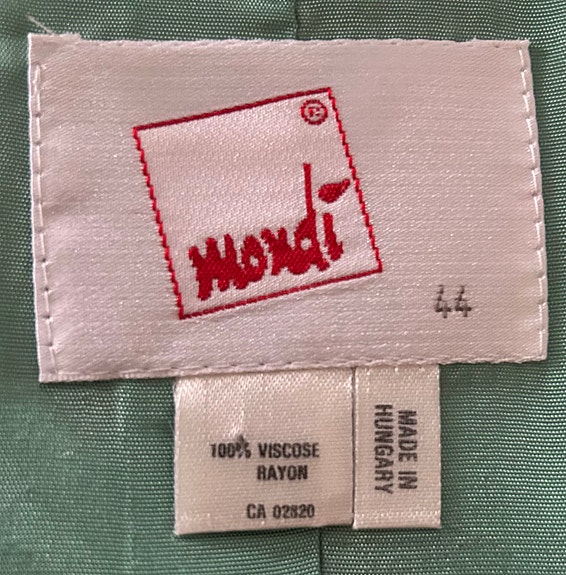 ®
mondi
44
100% VISCOSE
RAYON
CA 02820
MADE IN
HUNGARY